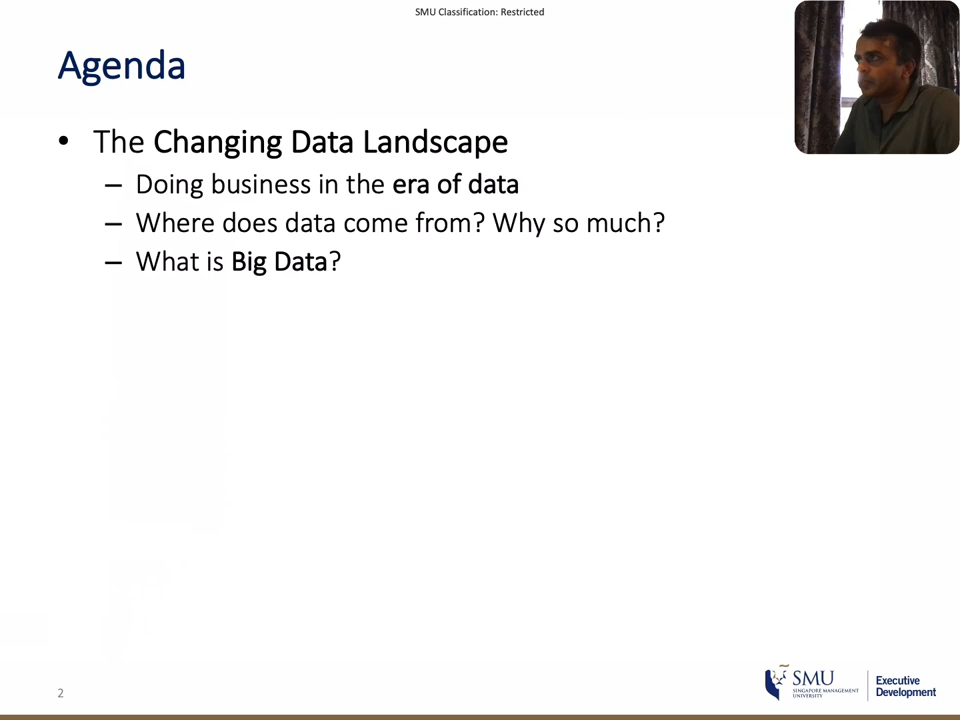 SMU Classification: Restricted
Agenda
• The Changing Data Landscape
– Doing business in the era of data
– Where does data come from? Why so much?
– What is Big Data?
2
SMU
SINGAPORE MANAGEMENT
UNIVERSITY
Executive
Development